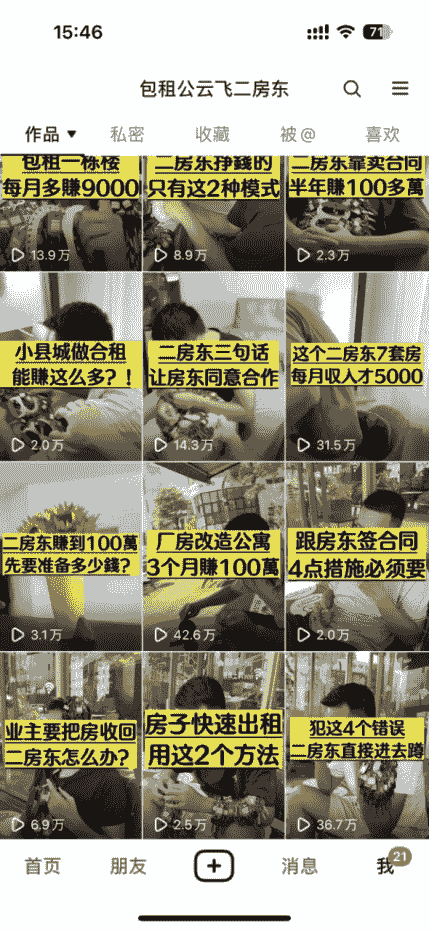 15:46
71
包租公云飞二房东
作品 ▼
私密
收藏
被@
喜欢
包租一栋楼
每月多赚9000
13.9万
二房东挣錢的
只有这2种模式
8.9万
二房东靠卖合同
半年賺100多萬
2.3万
小县城做合租
能賺这么多?!
2.0万
二房东三句话
让房东同意合作
14.3万
这个二房东7套房
每月收入才5000
31.5万
二房东賺到100萬
先要准备多少錢?
3.1万
厂房改造公寓
3个月賺100萬
42.6万
跟房东签合同
4点措施必须要
2.0万
业主要把房收回
二房东怎么办?
6.9万
房子快速出租
用这2个方法
2.5万
犯这4个错误
二房东直接进去蹲
36.7万
首页
朋友
消息
我
21